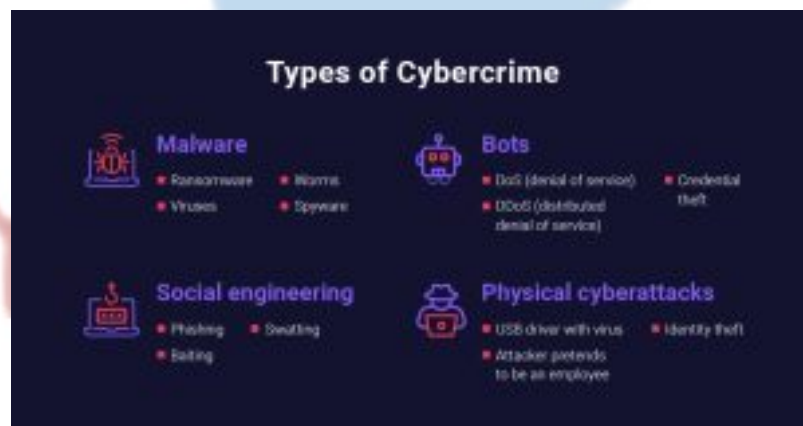 Types of Cybercrime
Malware
Ransomware
Worms
Viruses
Spyware
Bots
DoS (denial of service)
Credential
theft
DDoS (distributed
denial of service)
Social engineering
Phishing
Swatting
Baiting
Physical cyberattacks
USB driver with virus
Identity theft
Attacker pretends
to be an employee